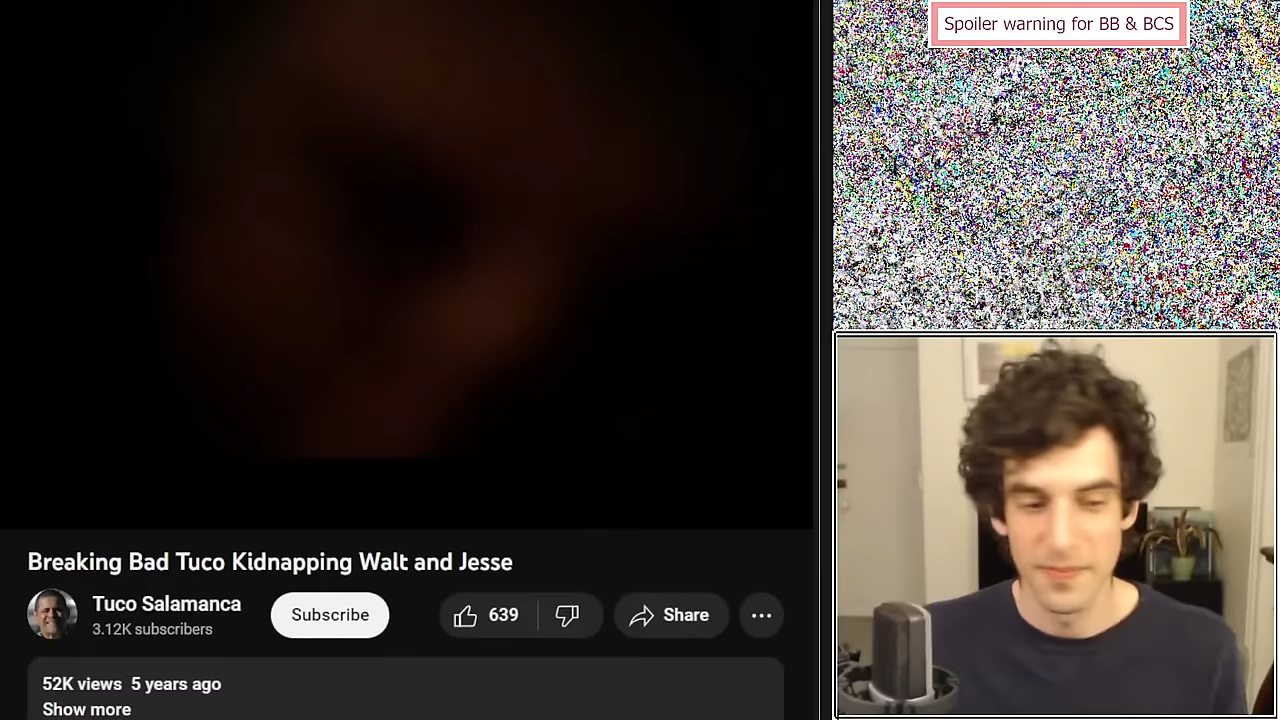 Spoiler warning for BB & BCS
Breaking Bad Tuco Kidnapping Walt and Jesse
Tuco Salamanca
3.12K subscribers
Subscribe
639
Share
52K views 5 years ago
Show more